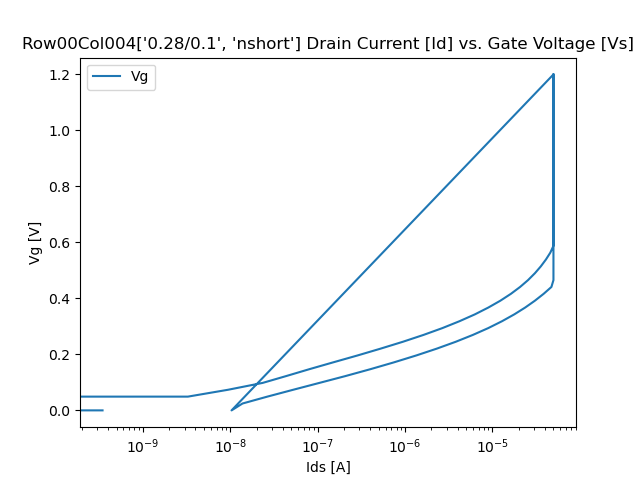 Row00Col004['0.28/0.1', 'nshort'] Drain Current [Id] vs. Gate Voltage [Vs]
Vg
1.2
1.0
0.8
0.6
0.4
0.2
0.0
Vg [V]
10⁻⁹ 10⁻⁸ 10⁻⁷ 10⁻⁶ 10⁻⁵
Ids [A]